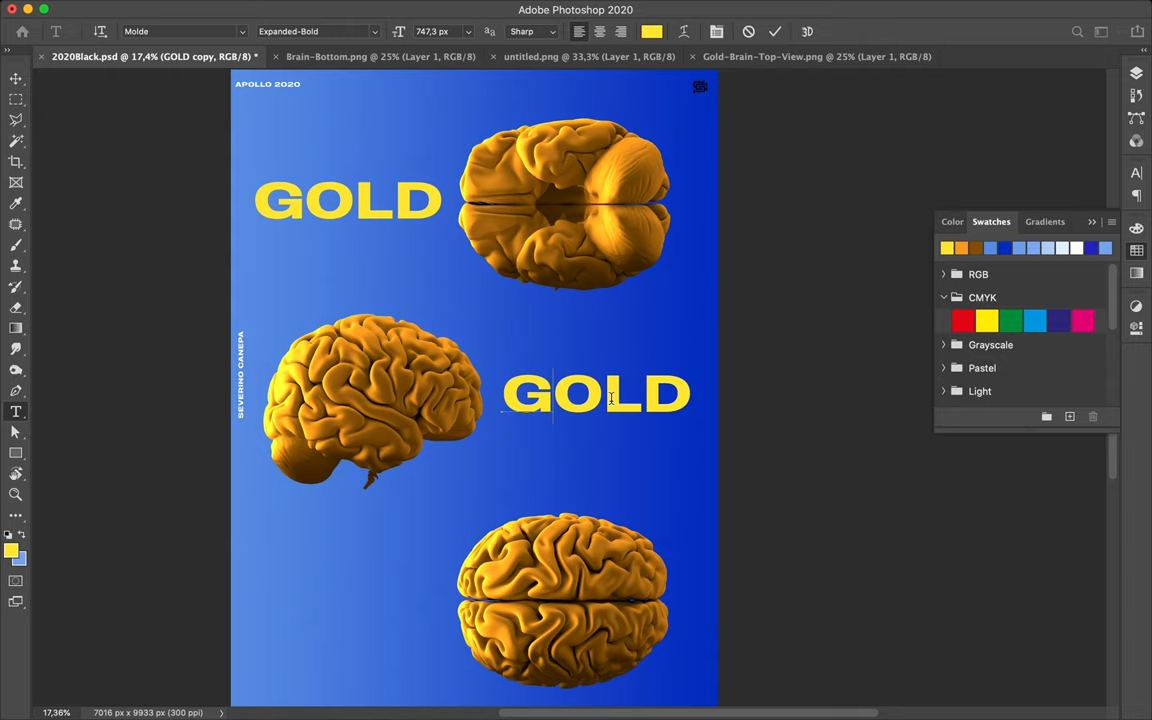 Adobe Photoshop 2020
T
Molde
Expanded-Bold
747,3 px
Sharp
3D
2020Black.psd @ 17,4% (GOLD copy, RGB/8) *
Brain-Bottom.png @ 25% (Layer 1, RGB/8)
untitled.png @ 33,3% (Layer 1, RGB/8)
Gold-Brain-Top-View.png @ 25% (Layer 1, RGB/8)
APOLLO 2020
GOLD
SEVERINO CANEPA
GOLD
Color
Swatches
Gradients
RGB
CMYK
Grayscale
Pastel
Light
17,36%
7016 px x 9933 px (300 ppi)